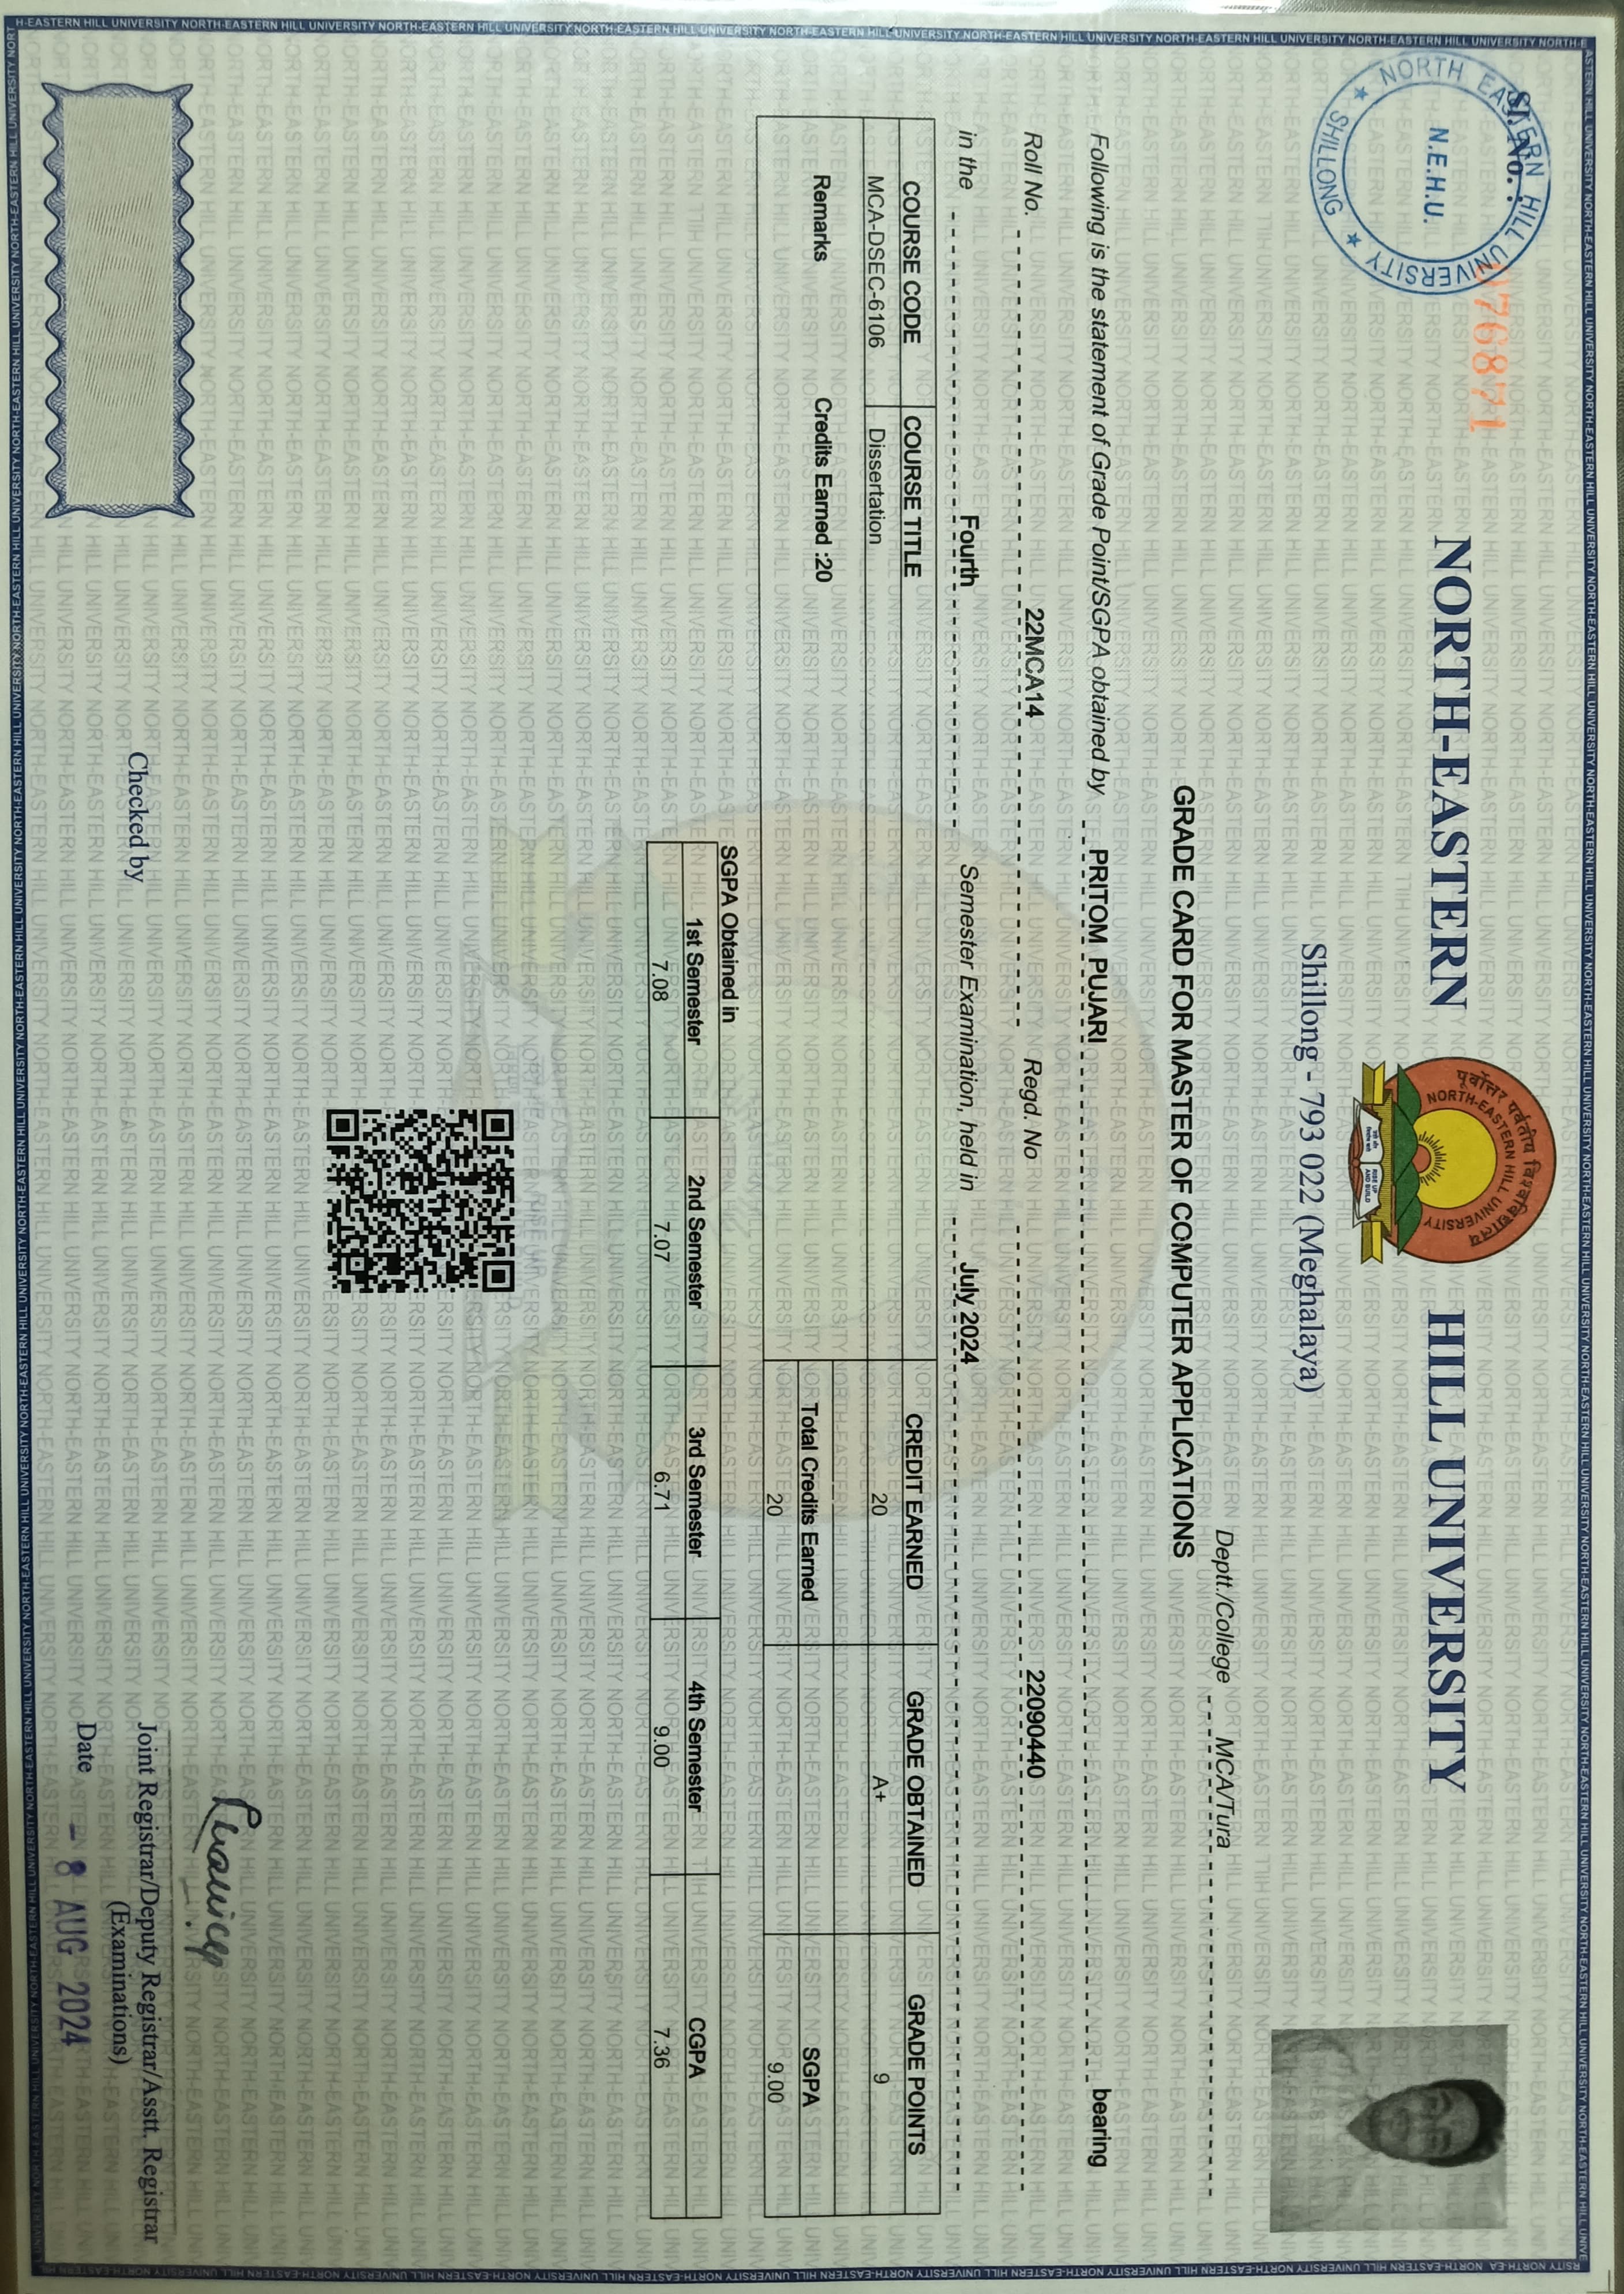 Sl. No. :
076871
NORTH EASTERN HILL UNIVERSITY
N.E.H.U.
★ SHILLONG ★
पूर्वोत्तर पर्वतीय विश्वविद्यालय
NORTH-EASTERN HILL UNIVERSITY
RISE UP
AND BUILD
NORTH-EASTERN HILL UNIVERSITY
Shillong - 793 022 (Meghalaya)
Deptt./College MCA/Tura
GRADE CARD FOR MASTER OF COMPUTER APPLICATIONS
Following is the statement of Grade Point/SGPA obtained by PRITOM PUJARI bearing
Roll No. 22MCA14 Regd. No 22090440
in the Fourth Semester Examination, held in July 2024
COURSE CODE COURSE TITLE CREDIT EARNED GRADE OBTAINED GRADE POINTS
MCA-DSEC-6106 Dissertation 20 A+ 9
Remarks Credits Earned :20 Total Credits Earned SGPA
20 9.00
SGPA Obtained in
1st Semester 2nd Semester 3rd Semester 4th Semester CGPA
7.08 7.07 6.71 9.00 7.36
Checked by
Joint Registrar/Deputy Registrar/Asstt. Registrar
(Examinations)
Date - 8 AUG 2024